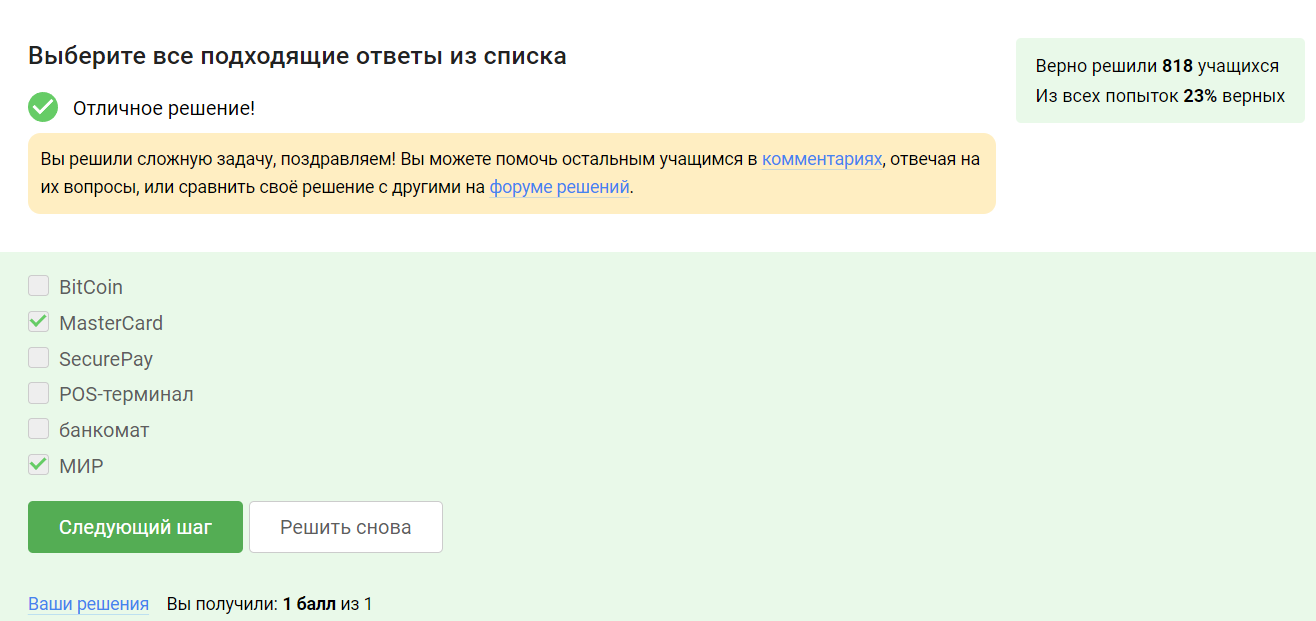 Выберите все подходящие ответы из списка
Верно решили 818 учащихся
Из всех попыток 23% верных
Отличное решение!
Вы решили сложную задачу, поздравляем! Вы можете помочь остальным учащимся в комментариях, отвечая на
их вопросы, или сравнить своё решение с другими на форуме решений.
BitCoin
MasterCard
SecurePay
POS-терминал
банкомат
МИР
Следующий шаг
Решить снова
Ваши решения Вы получили: 1 балл из 1